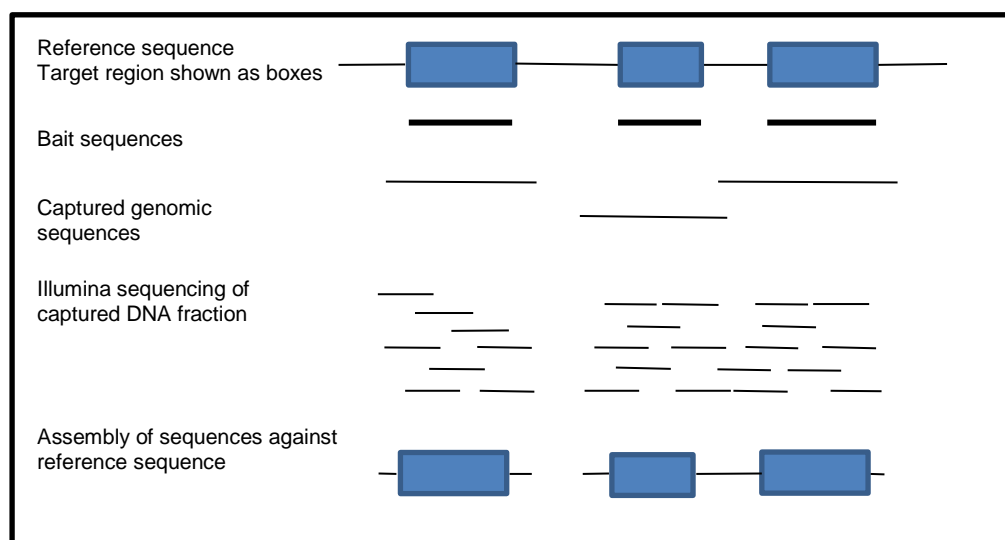 Reference sequence
Target region shown as boxes
Bait sequences
Captured genomic
sequences
Illumina sequencing of
captured DNA fraction
Assembly of sequences against
reference sequence